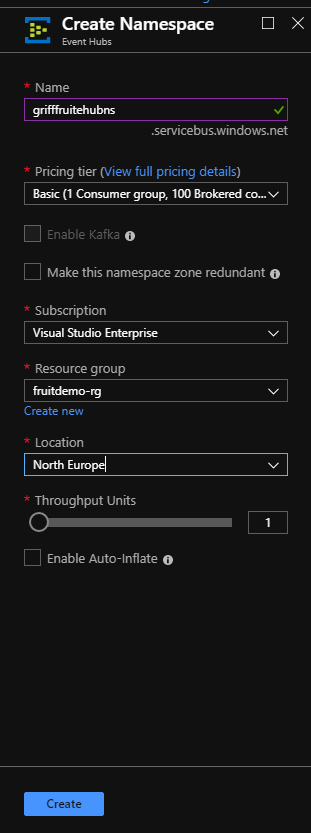 Create Namespace
Event Hubs
* Name
grifffruitehubns
.servicebus.windows.net
* Pricing tier (View full pricing details)
Basic (1 Consumer group, 100 Brokered co...
Enable Kafka
Make this namespace zone redundant
* Subscription
Visual Studio Enterprise
* Resource group
fruitdemo-rg
Create new
* Location
North Europe
* Throughput Units
1
Enable Auto-Inflate
Create